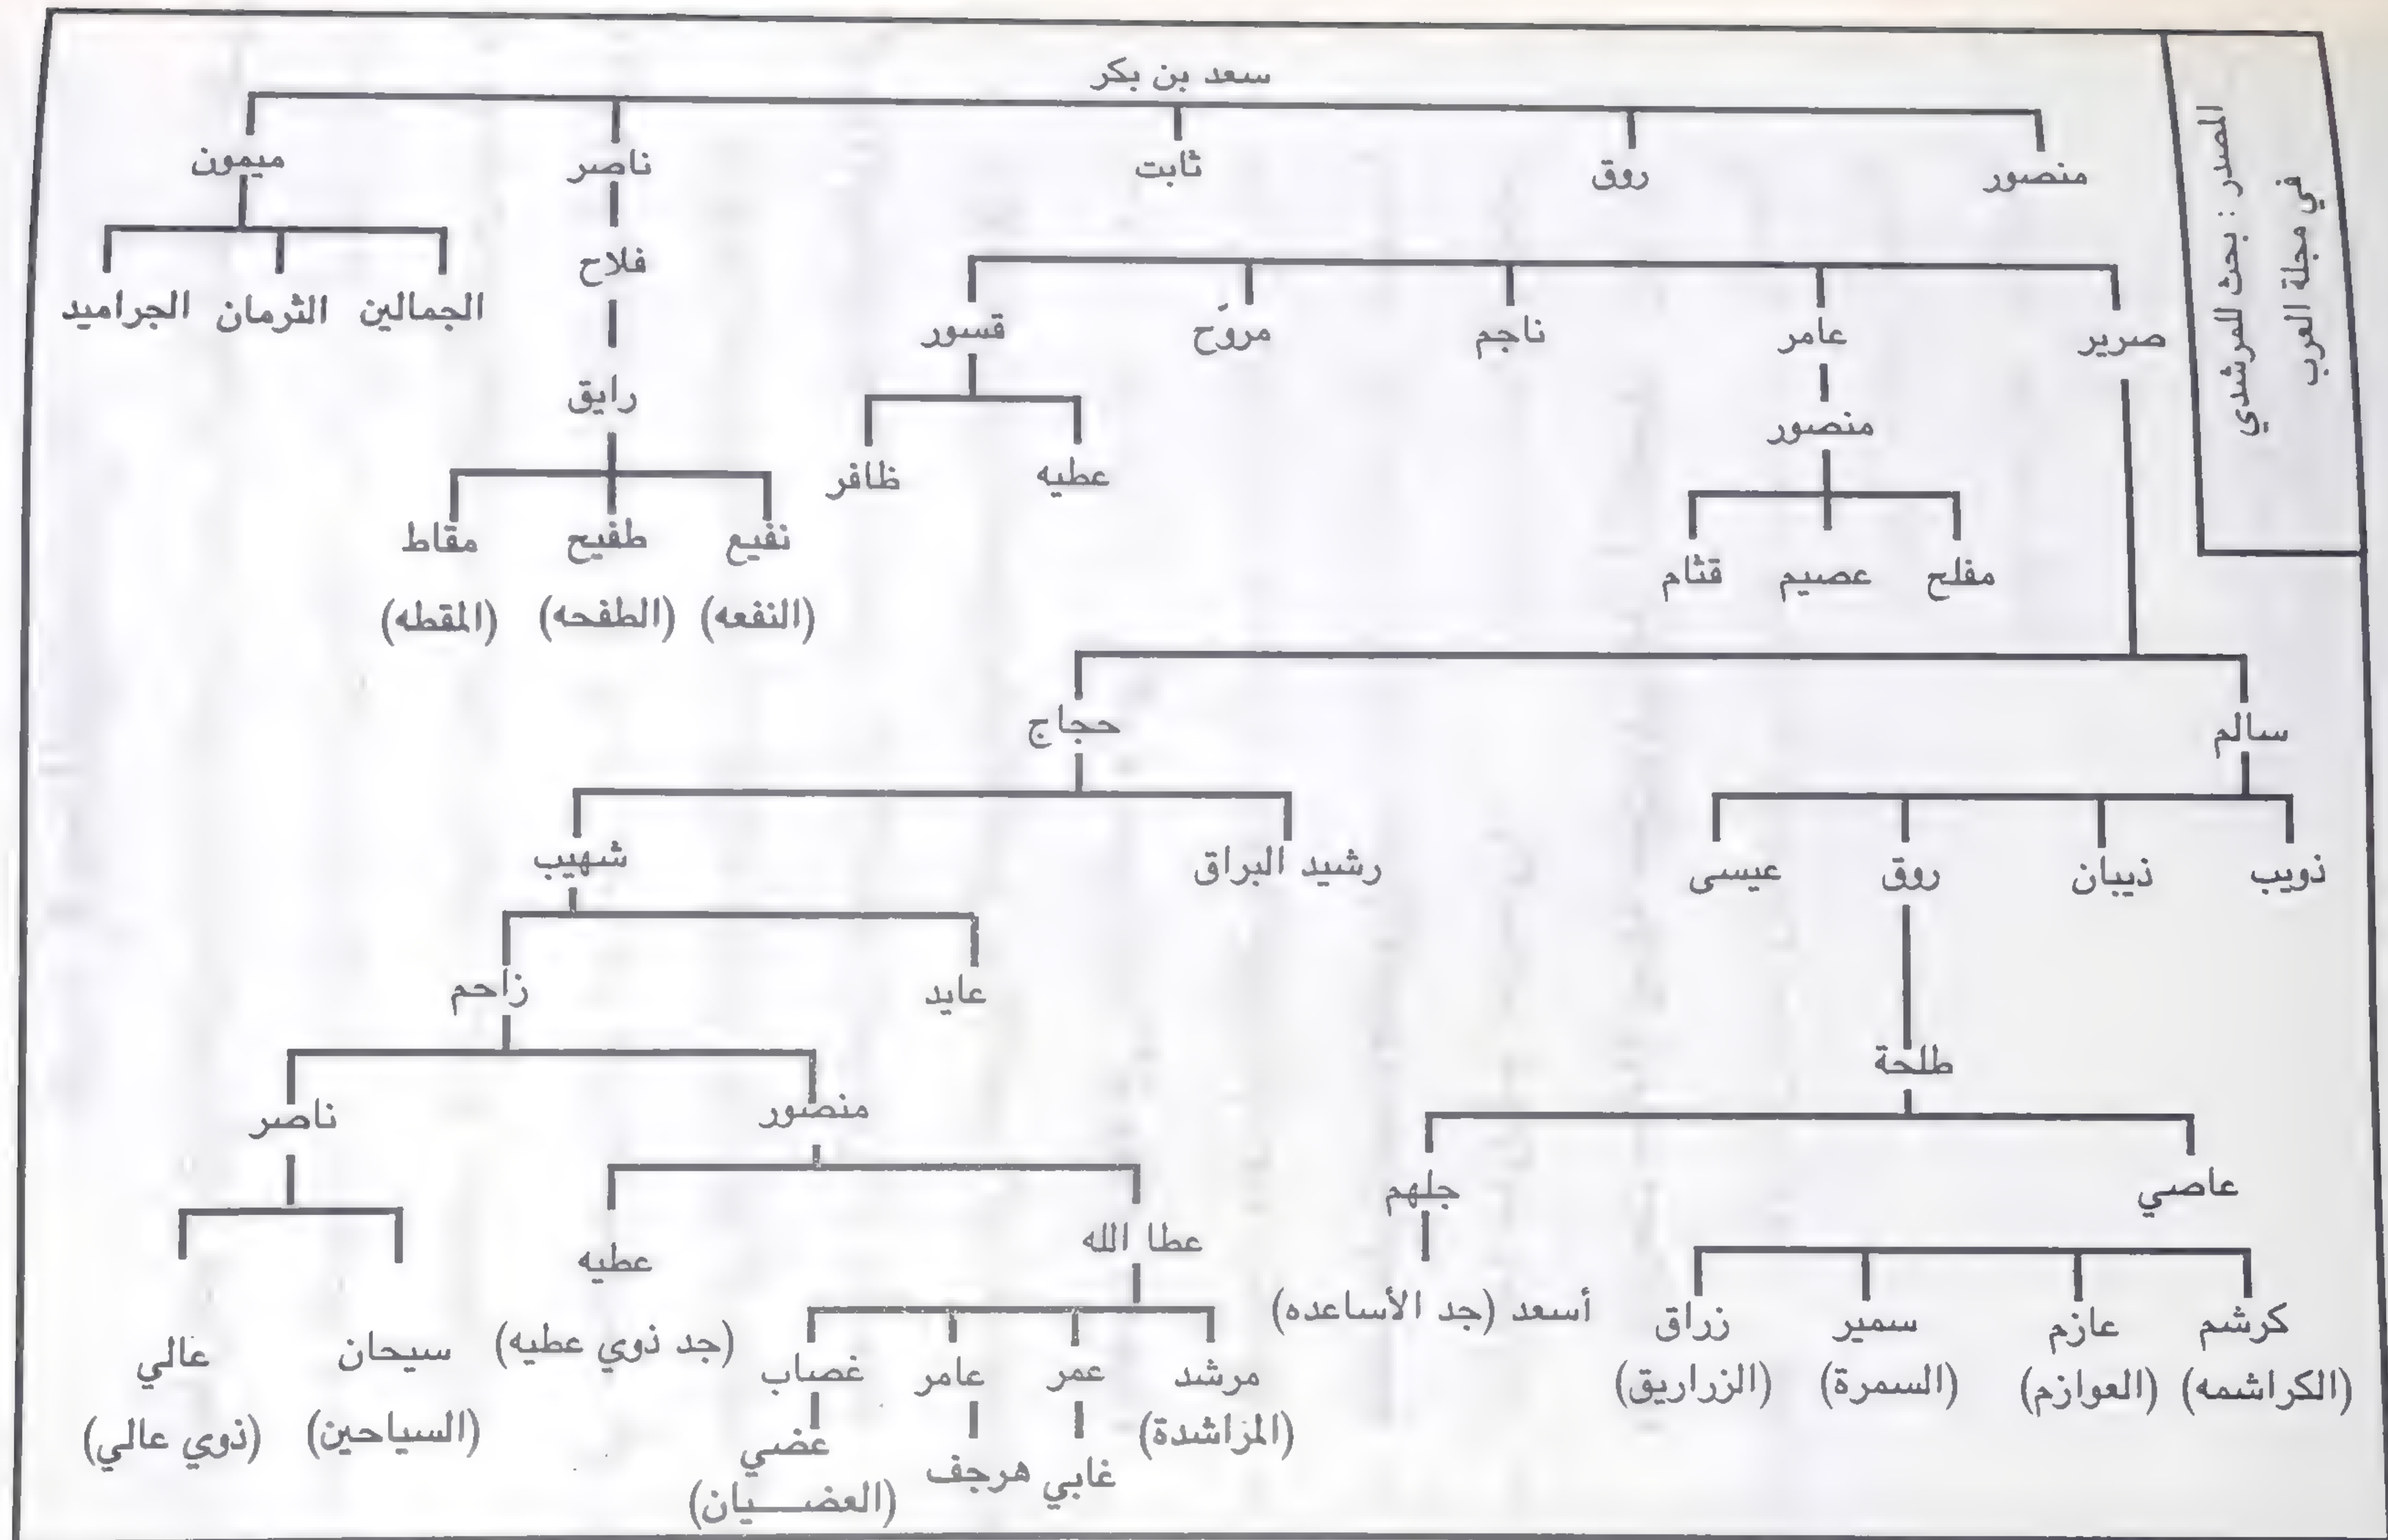 سعد بن بكر
المصدر : بحث للمرشدي
في مجلة العرب
منصور روق ثابت ناصر ميمون
فلاح
الجمالين الثرمان الجراميد
صرير عامر ناجم مروّح قسور
رايق
منصور
عطيه ظافر
نفيع طفيح مقاط
مفلح عصيم قثام
(النفعه) (الطفحه) (المقطه)
سالم حجاج
ذويب ذيبان روق عيسى رشيد البراق شهيب
عايد زاحم
طلحة
منصور ناصر
عاصي جلهم
عطا الله عطيه
كرشم عازم سمير زراق أسعد (جد الأساعده)
(جد ذوي عطيه) سيحان عالي
(الكراشمه) (العوازم) (السمرة) (الزراريق)
مرشد عمر عامر غصاب
(المراشدة) غابي هرجف عضي
(السياحين) (ذوي عالي)
(العضـــيان)